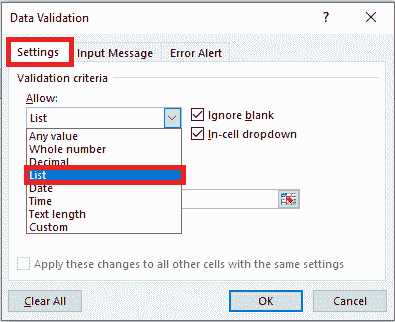 Data Validation ? ×
Settings Input Message Error Alert
Validation criteria
Allow:
List
Ignore blank
Any value
In-cell dropdown
Whole number
Decimal
List
Date
Time
Text length
Custom
Apply these changes to all other cells with the same settings
Clear All OK Cancel